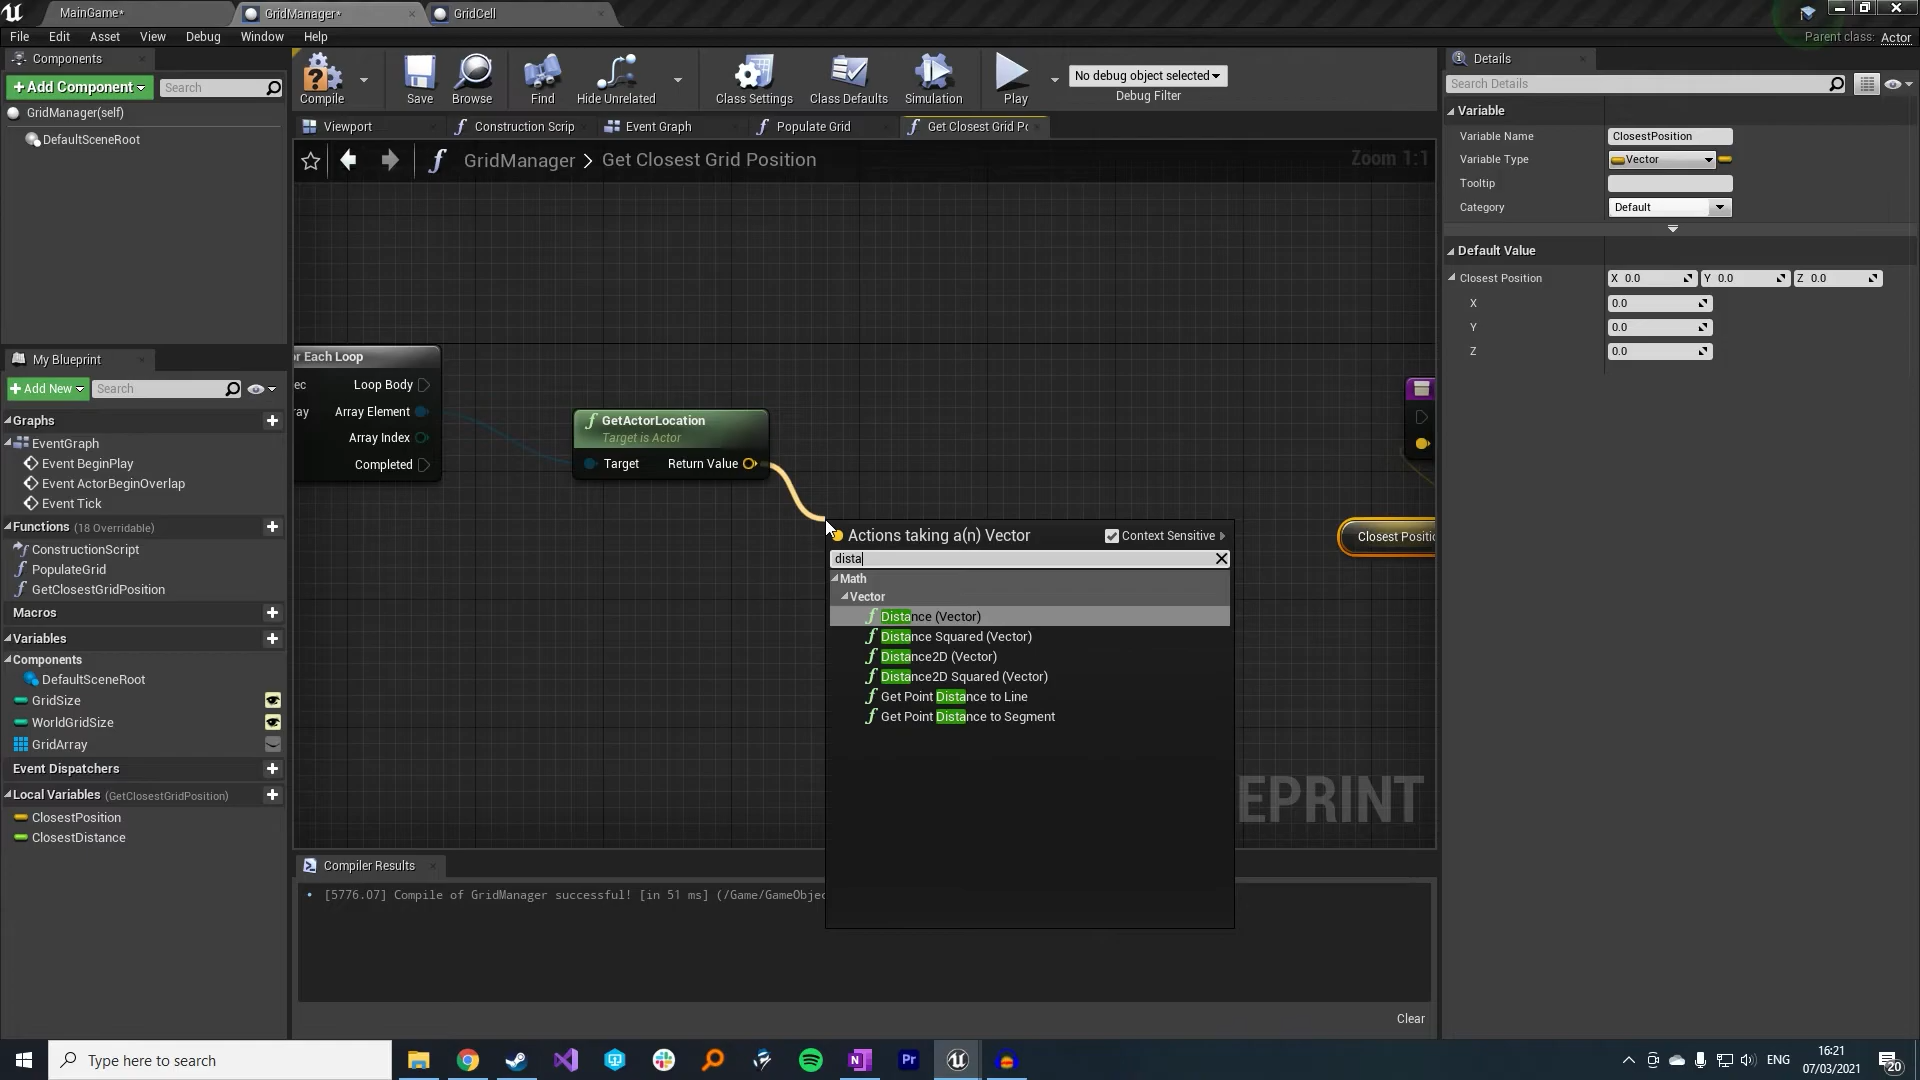 MainGame*
GridManager*
GridCell
File Edit Asset View Debug Window Help
Parent class: Actor
Components
+Add Component
Search
GridManager(self)
DefaultSceneRoot
Compile
Save
Browse
Find
Hide Unrelated
Class Settings
Class Defaults
Simulation
Play
No debug object selected
Debug Filter
Viewport
Construction Scrip
Event Graph
Populate Grid
Get Closest Grid Pc
GridManager > Get Closest Grid Position
Zoom 1:1
or Each Loop
ec
Loop Body
ray
Array Element
Array Index
Completed
GetActorLocation
Target is Actor
Target
Return Value
Actions taking a(n) Vector
Context Sensitive
dista
Math
Vector
Distance (Vector)
Distance Squared (Vector)
Distance2D (Vector)
Distance2D Squared (Vector)
Get Point Distance to Line
Get Point Distance to Segment
Closest Positic
EPRINT
My Blueprint
+Add New
Search
Graphs
EventGraph
Event BeginPlay
Event ActorBeginOverlap
Event Tick
Functions (18 Overridable)
ConstructionScript
PopulateGrid
GetClosestGridPosition
Macros
Variables
Components
DefaultSceneRoot
GridSize
WorldGridSize
GridArray
Event Dispatchers
Local Variables (GetClosestGridPosition)
ClosestPosition
ClosestDistance
Compiler Results
[5776.07] Compile of GridManager successful! [in 51 ms] (/Game/GameObjec
Clear
Details
Search Details
Variable
Variable Name ClosestPosition
Variable Type Vector
Tooltip
Category Default
Default Value
Closest Position X 0.0 Y 0.0 Z 0.0
X 0.0
Y 0.0
Z 0.0
Type here to search
Pr
ENG
16:21
07/03/2021
20